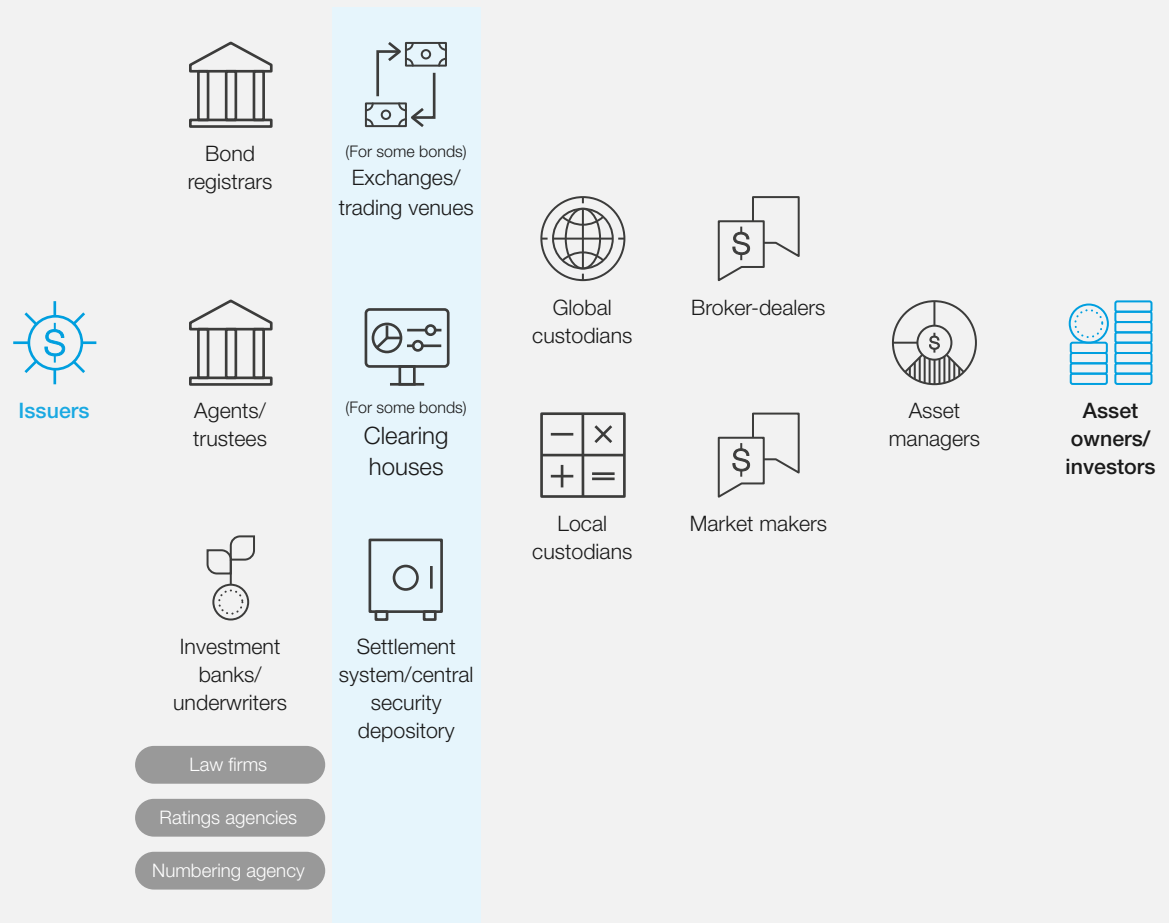 Bond
registrars
(For some bonds)
Exchanges/
trading venues
Global
custodians
Broker-dealers
Issuers
Agents/
trustees
(For some bonds)
Clearing
houses
Asset
managers
Asset
owners/
investors
Local
custodians
Market makers
Investment
banks/
underwriters
Settlement
system/central
security
depository
Law firms
Ratings agencies
Numbering agency